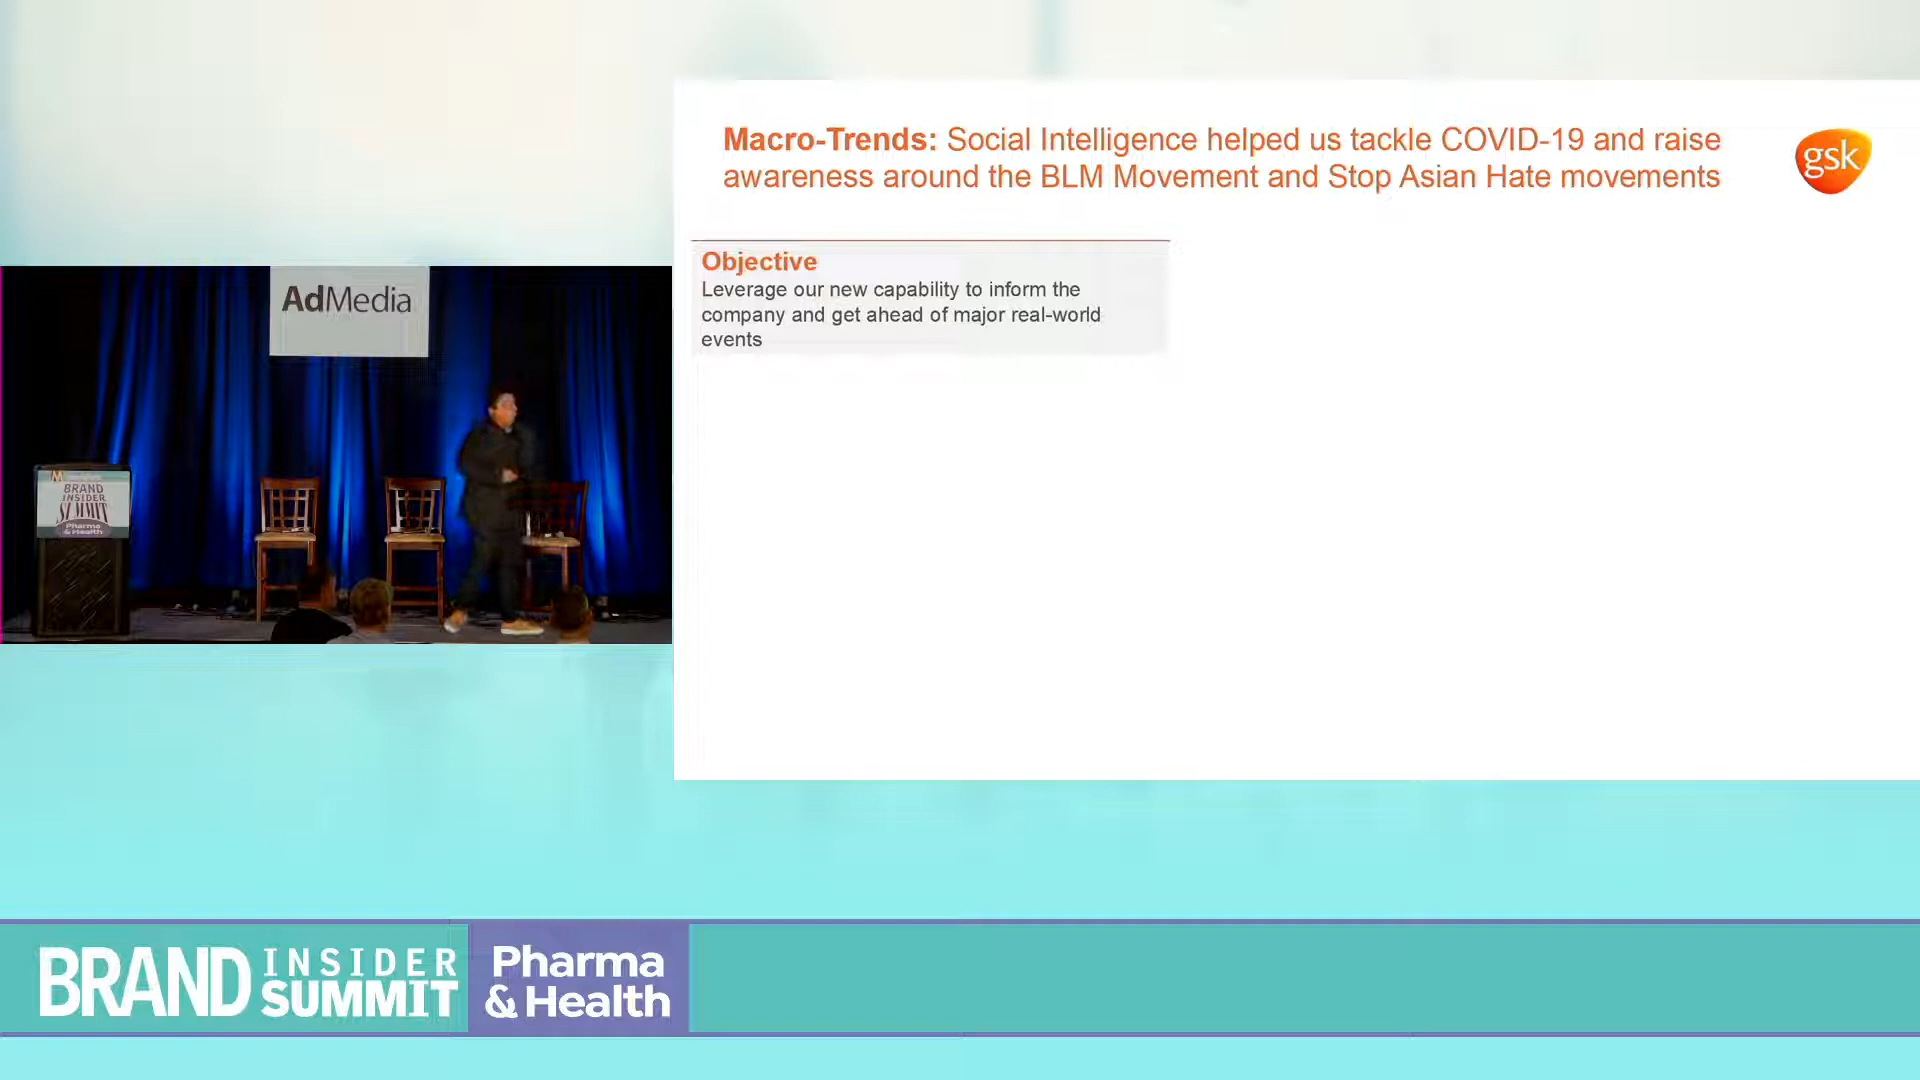 Macro-Trends: Social Intelligence helped us tackle COVID-19 and raise
awareness around the BLM Movement and Stop Asian Hate movements
gsk
Objective
Leverage our new capability to inform the
company and get ahead of major real-world
events
AdMedia
BRAND
INSIDER
SUMMIT
Pharma
& Health
BRAND INSIDER SUMMIT
Pharma
& Health